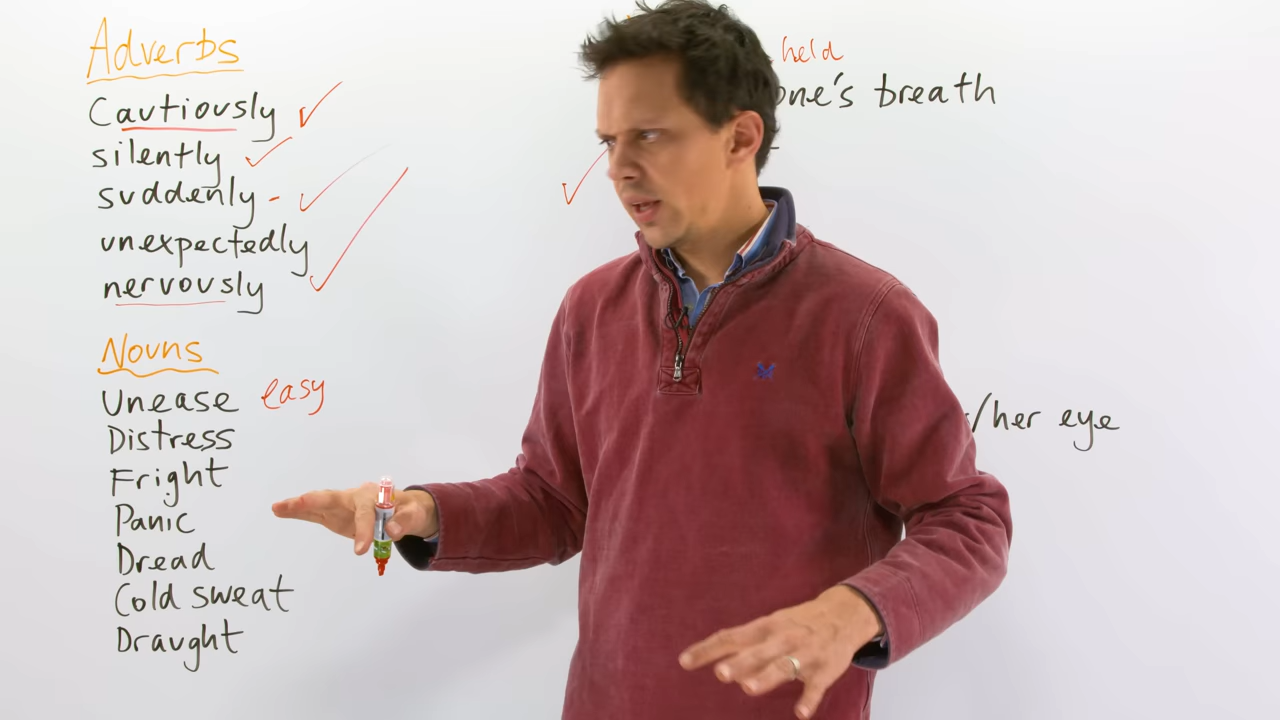 Adverbs
Cautiously
silently
suddenly -
unexpectedly
nervously
Nouns
Unease easy
Distress
Fright
Panic
Dread
Cold sweat
Draught
held
one's breath
/her eye